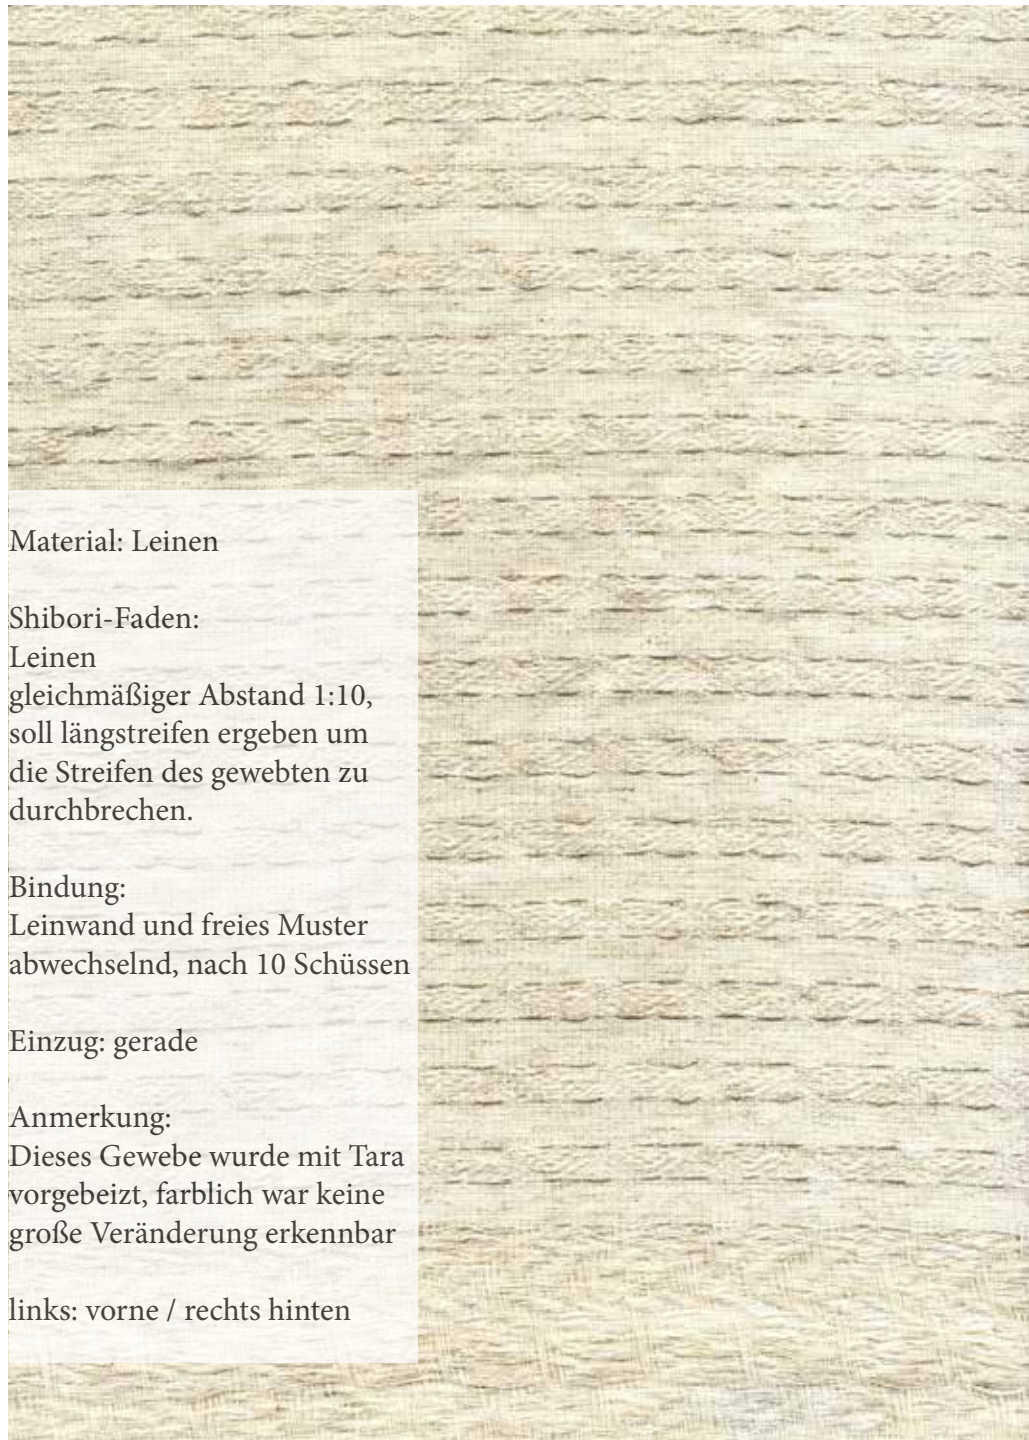 Material: Leinen
Shibori-Faden:
Leinen
gleichmäßiger Abstand 1:10,
soll längstreifen ergeben um
die Streifen des gewebten zu
durchbrechen.
Bindung:
Leinwand und freies Muster
abwechselnd, nach 10 Schüssen
Einzug: gerade
Anmerkung:
Dieses Gewebe wurde mit Tara
vorgebeizt, farblich war keine
große Veränderung erkennbar
links: vorne / rechts hinten